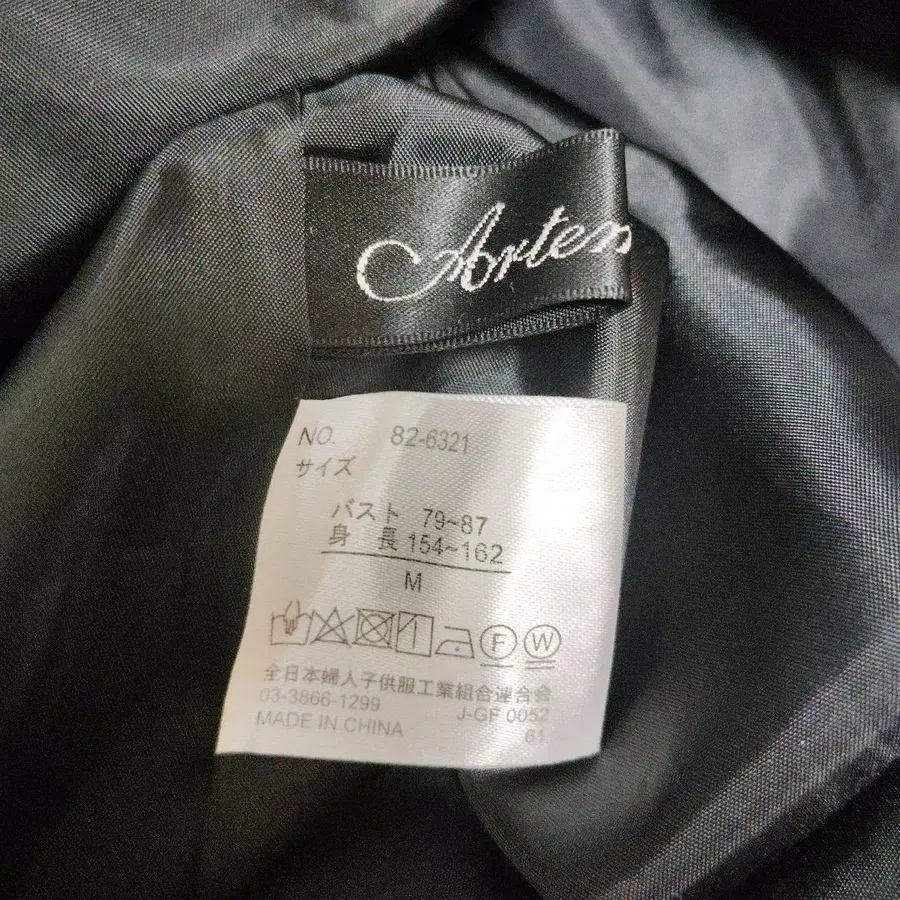 Arten
NO. 82-6321
サイズ
バスト 79~87
身 長 154~162
M
F W
全日本婦人子供服工業組合連合会
03-3866-1299 J-GF 0052
MADE IN CHINA 61